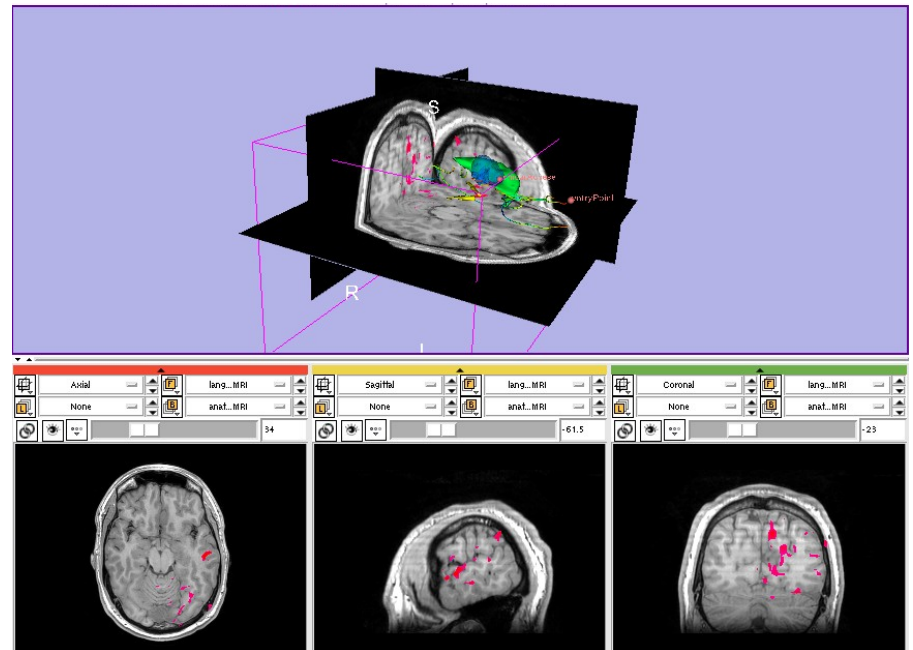 S
ntryPoint
R
Axial
F
lang...MRI
L
None
B
anat...MRI
34
Sagittal
F
lang...MRI
L
None
B
anat...MRI
-61.5
Coronal
F
lang...MRI
L
None
B
anat...MRI
-23